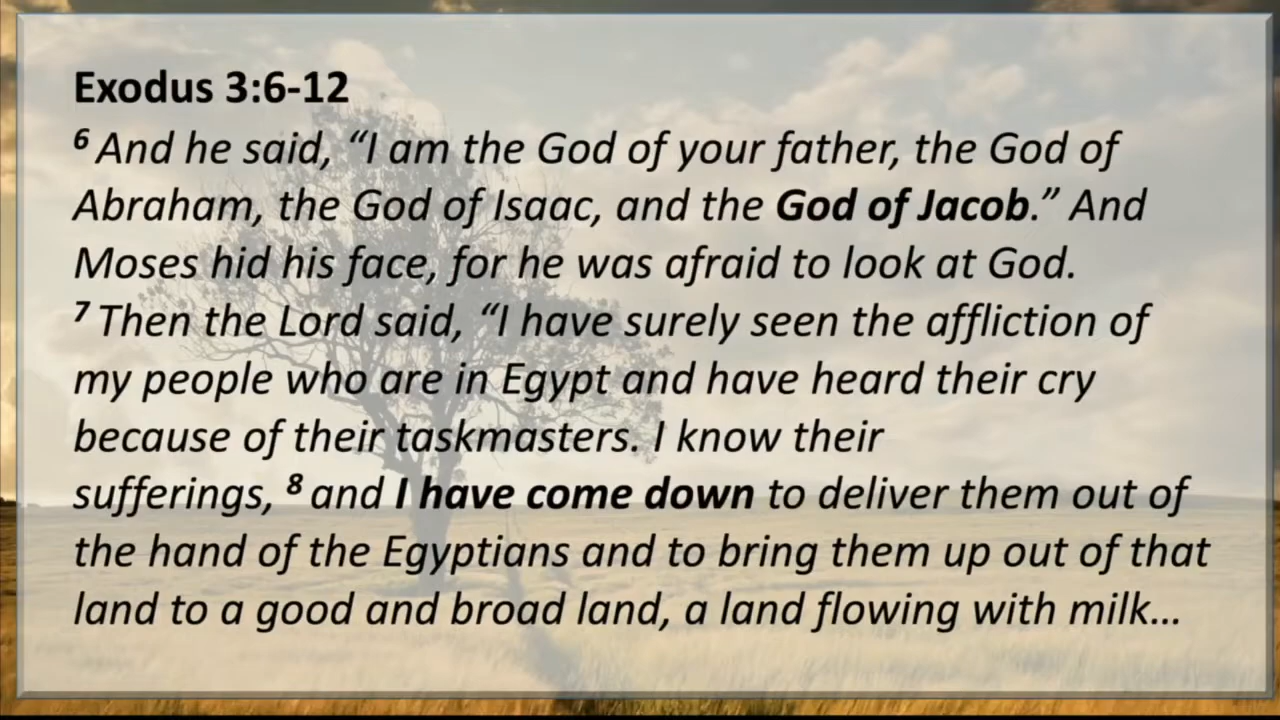 Exodus 3:6-12
6 And he said, “I am the God of your father, the God of
Abraham, the God of Isaac, and the God of Jacob.” And
Moses hid his face, for he was afraid to look at God.
7 Then the Lord said, “I have surely seen the affliction of
my people who are in Egypt and have heard their cry
because of their taskmasters. I know their
sufferings, 8 and I have come down to deliver them out of
the hand of the Egyptians and to bring them up out of that
land to a good and broad land, a land flowing with milk…